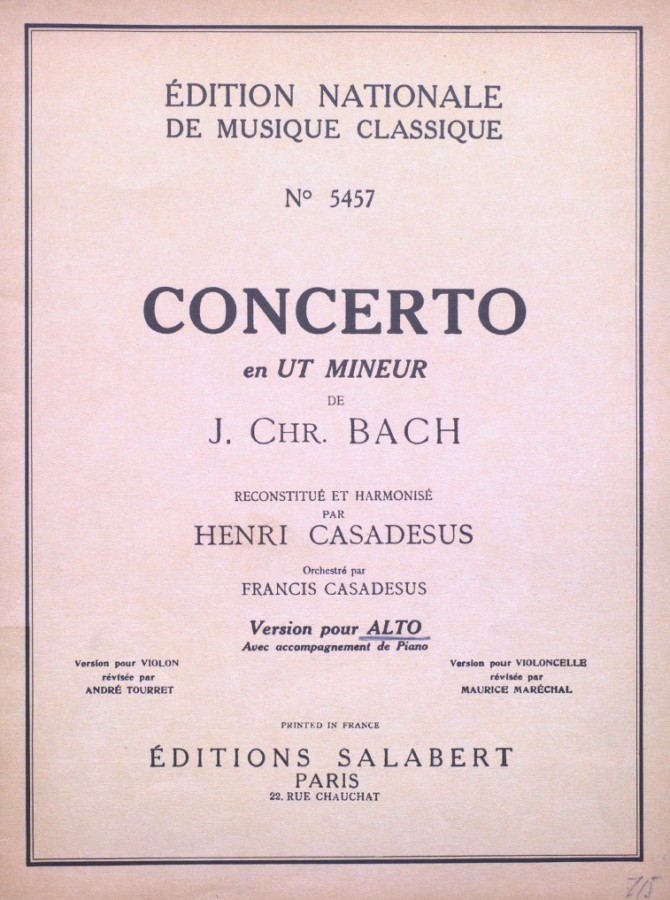 ÉDITION NATIONALE
DE MUSIQUE CLASSIQUE
Nº 5457
CONCERTO
en UT MINEUR
DE
J. CHR. BACH
RECONSTITUÉ ET HARMONISÉ
PAR
HENRI CASADESUS
Orchestré par
FRANCIS CASADESUS
Version pour ALTO
Avec accompagnement de Piano
Version pour VIOLON
révisée par
ANDRÉ TOURRET
Version pour VIOLONCELLE
révisée par
MAURICE MARÉCHAL
PRINTED IN FRANCE
ÉDITIONS SALABERT
PARIS
22, RUE CHAUCHAT